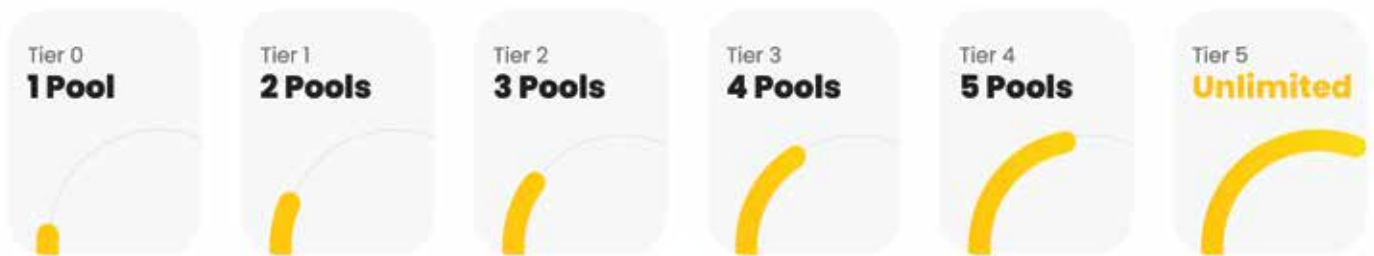 Tier 0
1 Pool
Tier 1
2 Pools
Tier 2
3 Pools
Tier 3
4 Pools
Tier 4
5 Pools
Tier 5
Unlimited